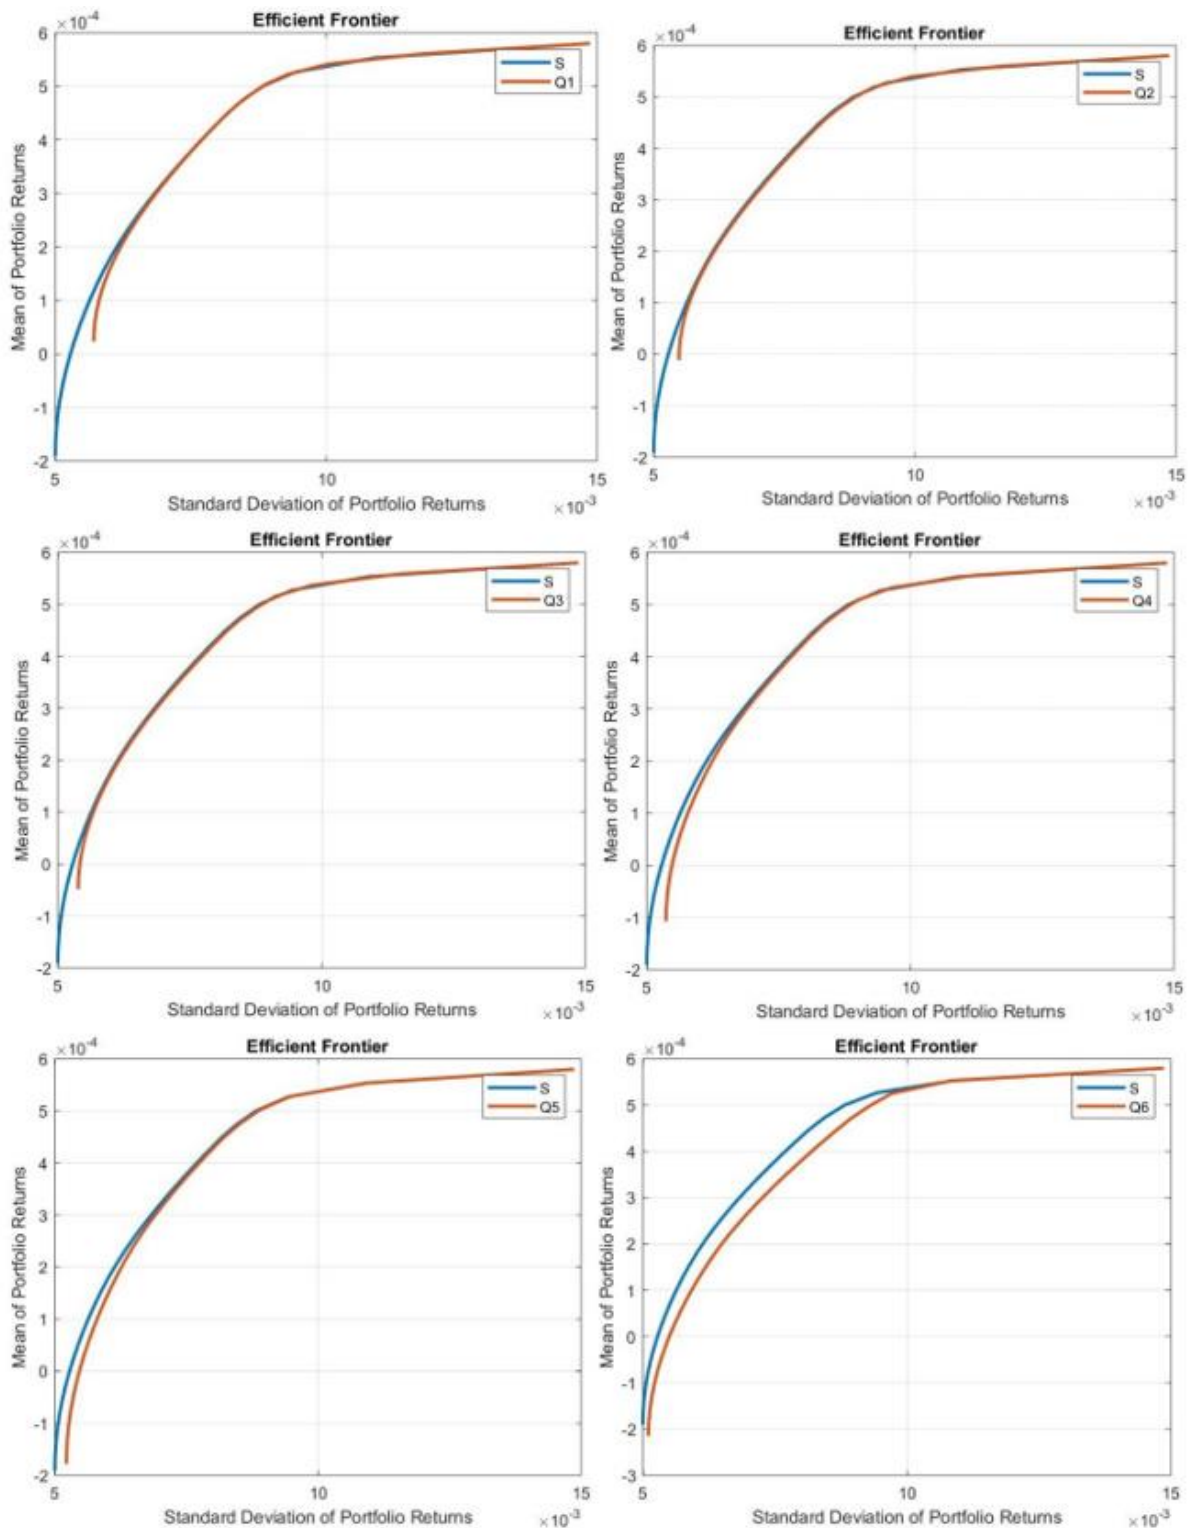 Efficient Frontier
×10-4
6
5
4
3
2
1
0
-1
-2
5
10
15
×10-3
Mean of Portfolio Returns
Standard Deviation of Portfolio Returns
S
Q1
Efficient Frontier
×10-4
6
5
4
3
2
1
0
-1
-2
5
10
15
×10-3
Mean of Portfolio Returns
Standard Deviation of Portfolio Returns
S
Q2
Efficient Frontier
×10-4
6
5
4
3
2
1
0
-1
-2
5
10
15
×10-3
Mean of Portfolio Returns
Standard Deviation of Portfolio Returns
S
Q3
Efficient Frontier
×10-4
6
5
4
3
2
1
0
-1
-2
5
10
15
×10-3
Mean of Portfolio Returns
Standard Deviation of Portfolio Returns
S
Q4
Efficient Frontier
×10-4
6
5
4
3
2
1
0
-1
-2
5
10
15
×10-3
Mean of Portfolio Returns
Standard Deviation of Portfolio Returns
S
Q5
Efficient Frontier
×10-4
6
5
4
3
2
1
0
-1
-2
-3
5
10
15
×10-3
Mean of Portfolio Returns
Standard Deviation of Portfolio Returns
S
Q6